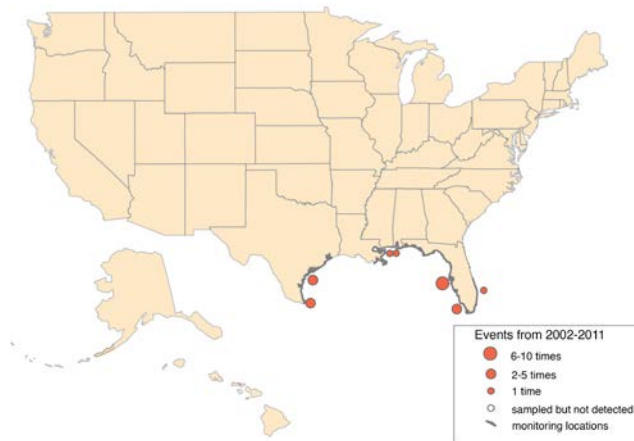 Events from 2002-2011
6-10 times
2-5 times
1 time
sampled but not detected
monitoring locations